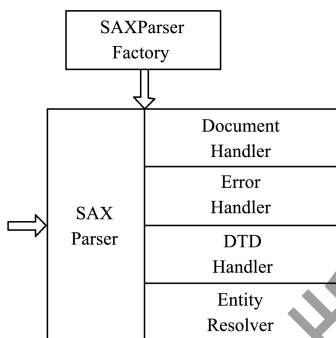 SAXParser
Factory
Document
Handler
Error
Handler
SAX
Parser
DTD
Handler
Entity
Resolver